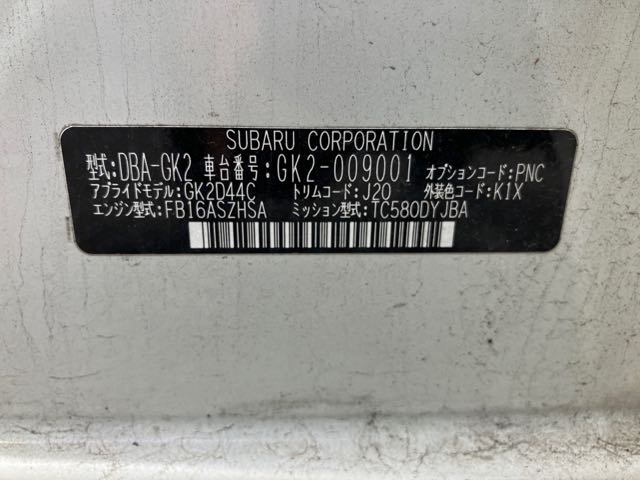 SUBARU CORPORATION
型式:DBA-GK2 車台番号:GK2-009001 オプションコード:PNC
アプライドモデル:GK2D44C トリムコード:J20 外装色コード:K1X
エンジン型式:FB16ASZHSA ミッション型式:TC580DYJBA